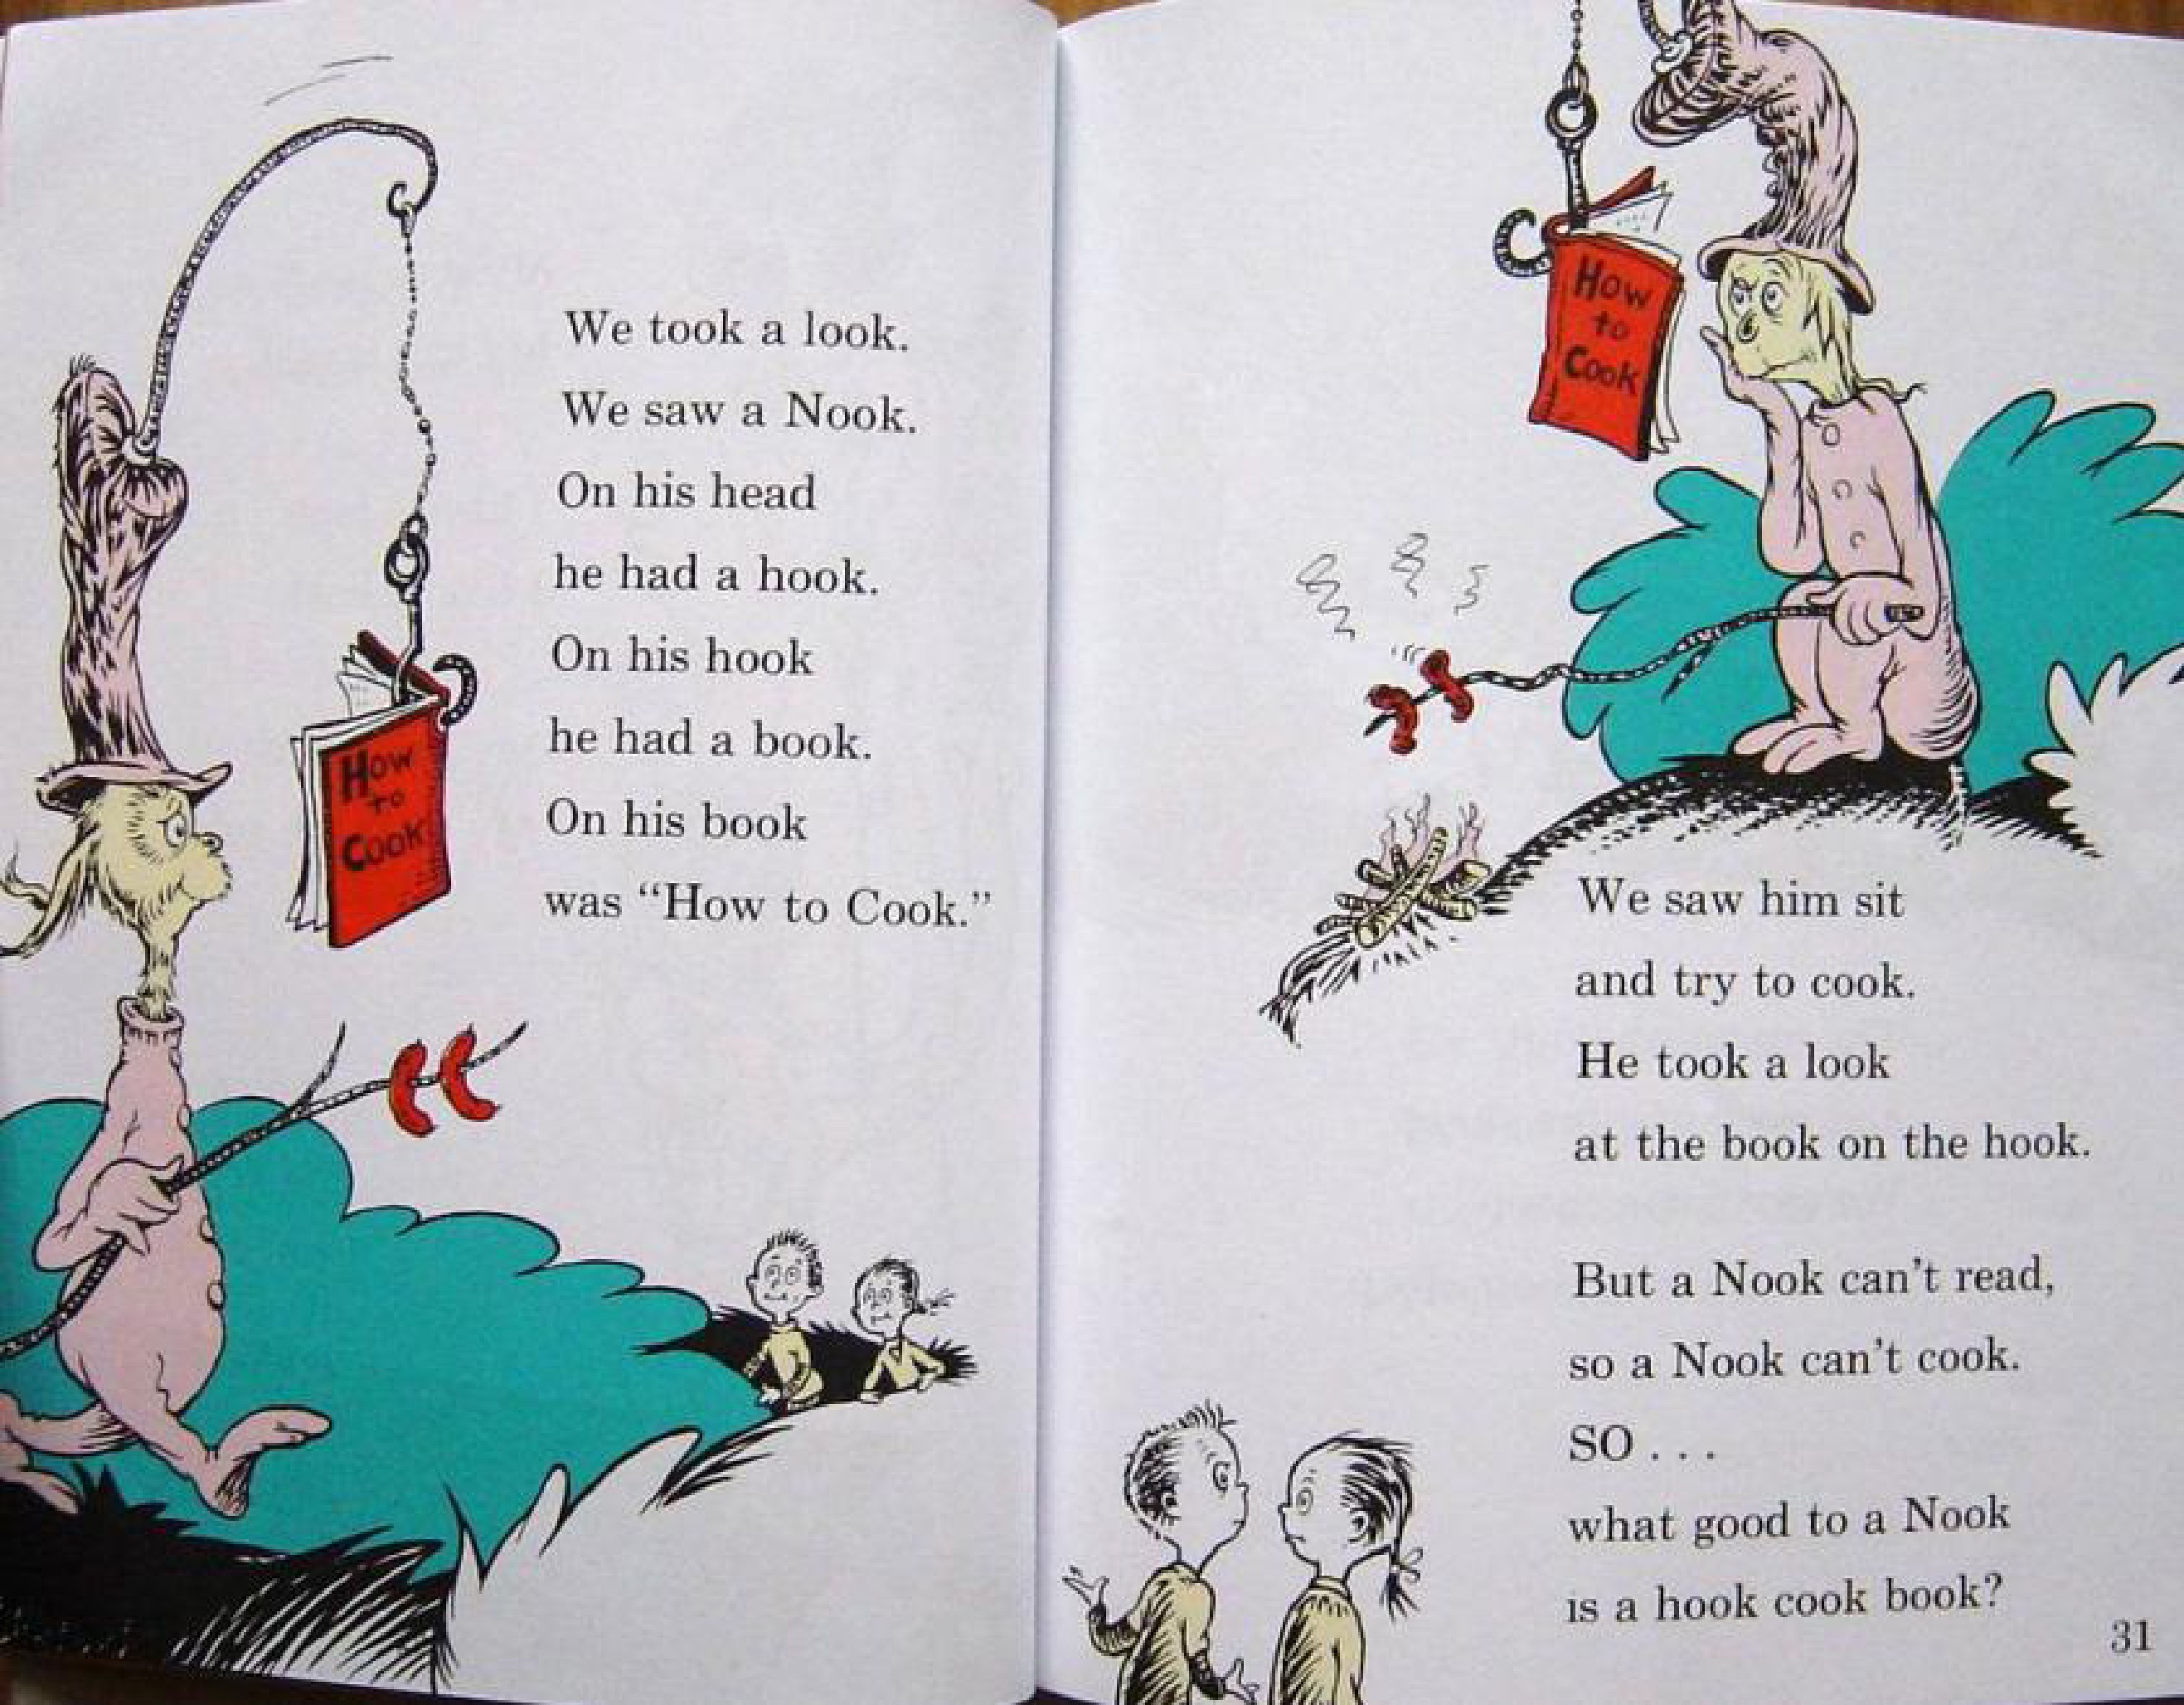 We took a look.
We saw a Nook.
On his head
he had a hook.
On his hook
he had a book.
On his book
was “How to Cook.”
How
to
Cook
How
to
Cook
We saw him sit
and try to cook.
He took a look
at the book on the hook.
But a Nook can't read,
so a Nook can't cook.
SO . . .
what good to a Nook
is a hook cook book?
31